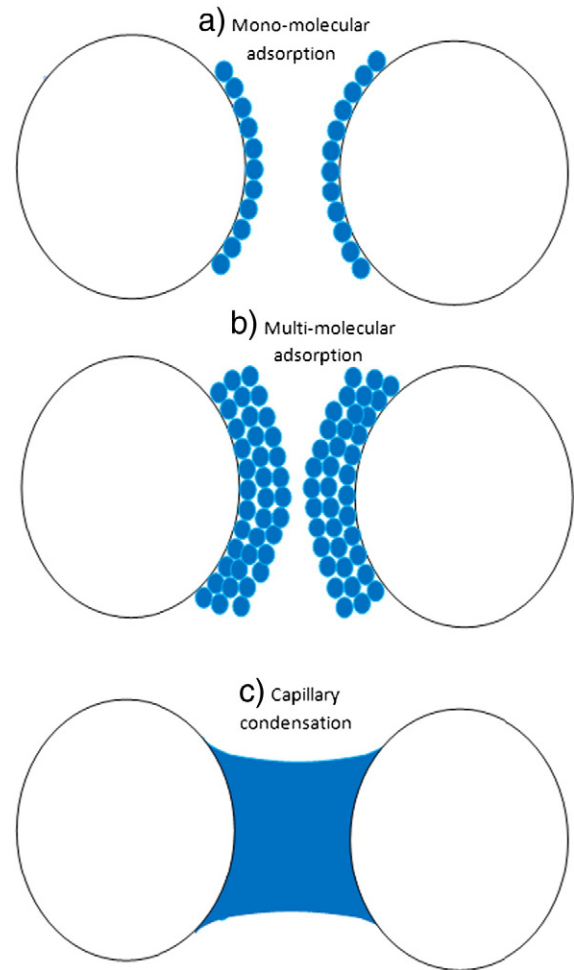 a) Mono-molecular
adsorption
b) Multi-molecular
adsorption
c) Capillary
condensation